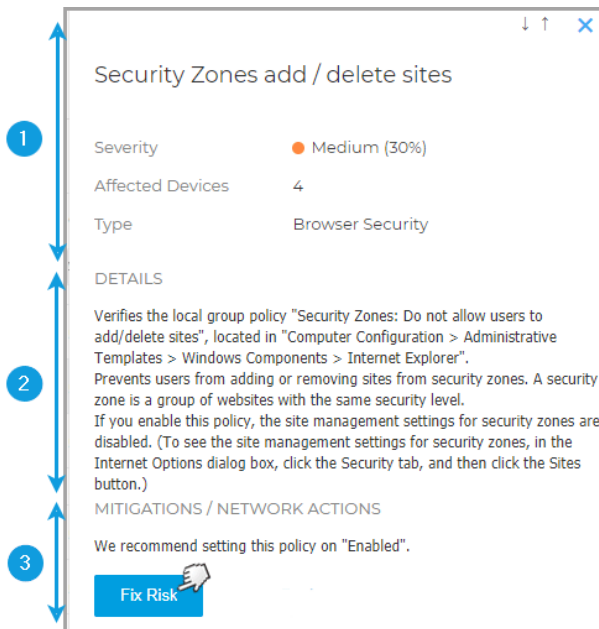 ↓ ↑ ×
Security Zones add / delete sites
1
Severity Medium (30%)
Affected Devices 4
Type Browser Security
DETAILS
Verifies the local group policy "Security Zones: Do not allow users to
add/delete sites", located in "Computer Configuration > Administrative
Templates > Windows Components > Internet Explorer".
Prevents users from adding or removing sites from security zones. A security
2
zone is a group of websites with the same security level.
If you enable this policy, the site management settings for security zones are
disabled. (To see the site management settings for security zones, in the
Internet Options dialog box, click the Security tab, and then click the Sites
button.)
MITIGATIONS / NETWORK ACTIONS
We recommend setting this policy on "Enabled".
3
Fix Risk